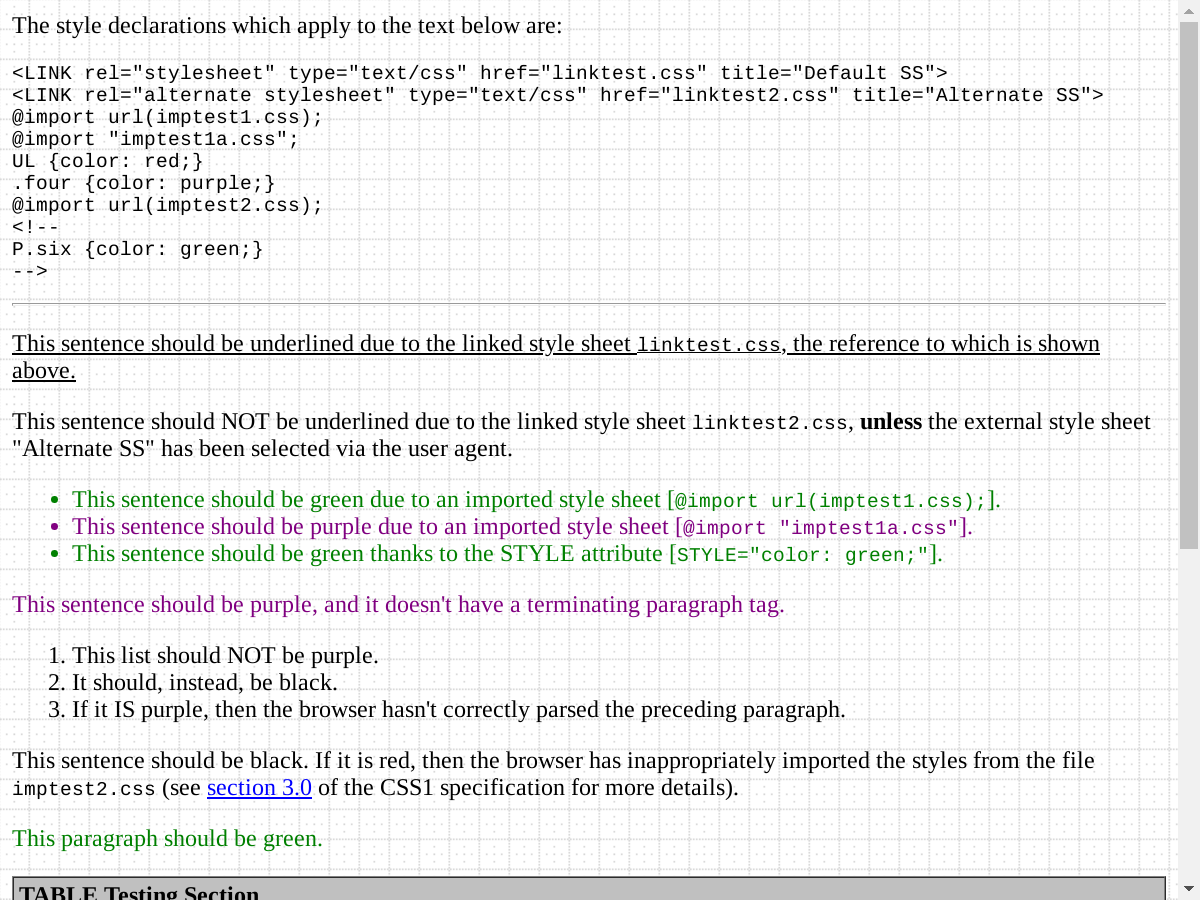 The style declarations which apply to the text below are:
<LINK rel="stylesheet" type="text/css" href="linktest.css" title="Default SS">
<LINK rel="alternate stylesheet" type="text/css" href="linktest2.css" title="Alternate SS">
@import url(imptest1.css);
@import "imptest1a.css";
UL {color: red;}
.four {color: purple;}
@import url(imptest2.css);
<!--
P.six {color: green;}
-->
This sentence should be underlined due to the linked style sheet linktest.css, the reference to which is shown
above.
This sentence should NOT be underlined due to the linked style sheet linktest2.css, unless the external style sheet
"Alternate SS" has been selected via the user agent.
• This sentence should be green due to an imported style sheet [@import url(imptest1.css);].
• This sentence should be purple due to an imported style sheet [@import "imptest1a.css"].
• This sentence should be green thanks to the STYLE attribute [STYLE="color: green;"].
This sentence should be purple, and it doesn't have a terminating paragraph tag.
1. This list should NOT be purple.
2. It should, instead, be black.
3. If it IS purple, then the browser hasn't correctly parsed the preceding paragraph.
This sentence should be black. If it is red, then the browser has inappropriately imported the styles from the file
imptest2.css (see section 3.0 of the CSS1 specification for more details).
This paragraph should be green.
TABLE Testing Section